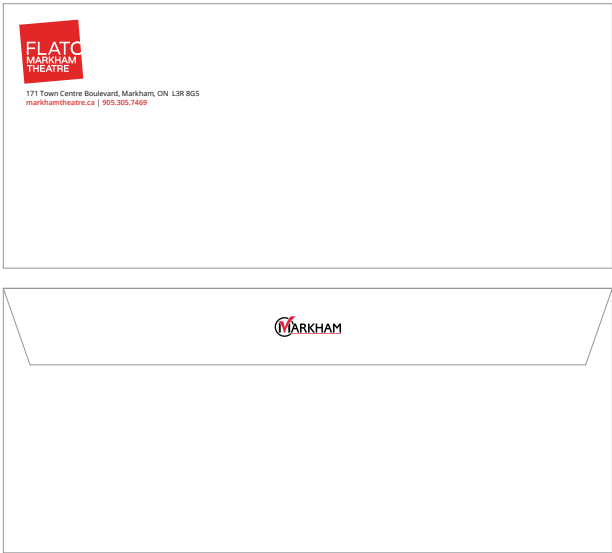 FLATO
MARKHAM
THEATRE
171 Town Centre Boulevard, Markham, ON L3R 8G5
markhamtheatre.ca | 905.305.7469
MARKHAM